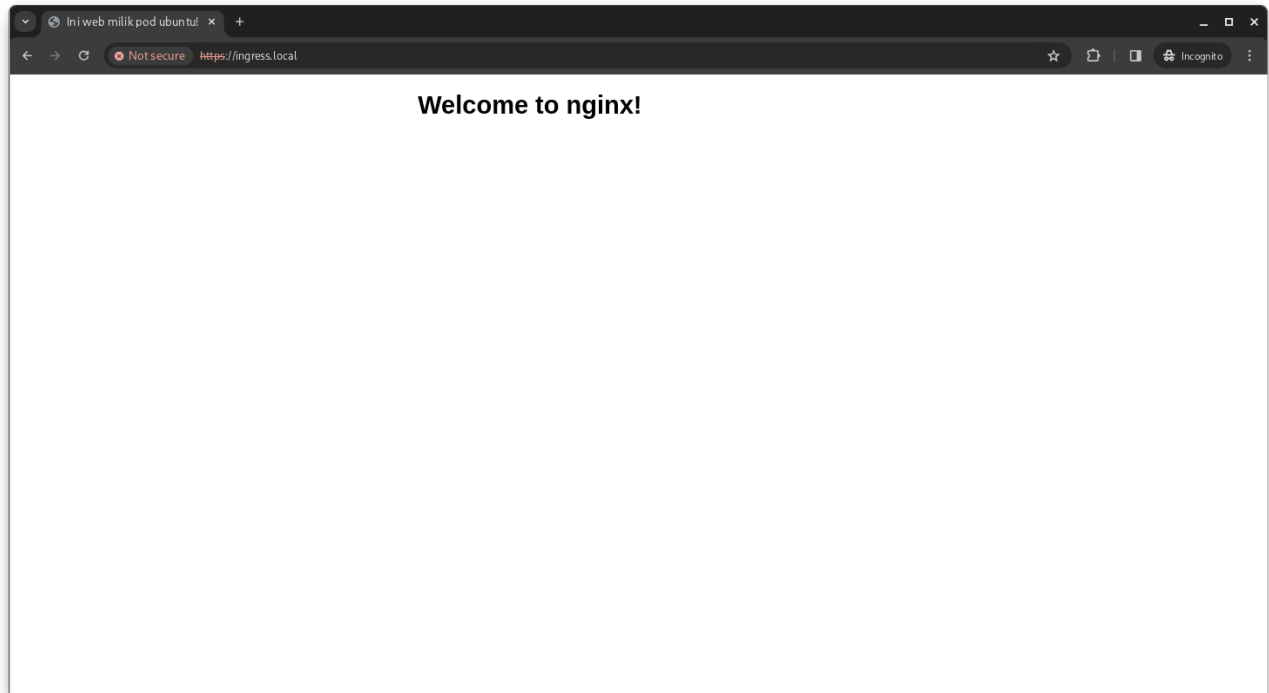 Ini web milik pod ubuntu!
Not secure https://ingress.local Incognito
Welcome to nginx!